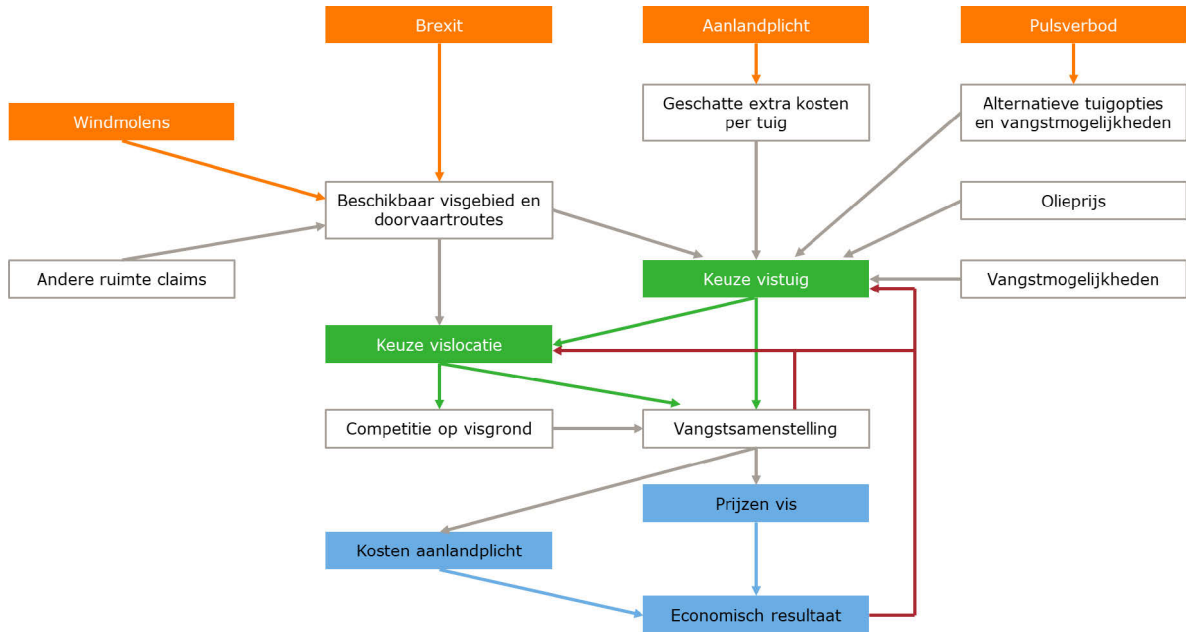 Brexit
Aanlandplicht
Pulsverbod
Windmolens
Geschatte extra kosten
per tuig
Alternatieve tuigopties
en vangstmogelijkheden
Beschikbaar visgebied en
doorvaartroutes
Olieprijs
Andere ruimte claims
Keuze vistuig
Vangstmogelijkheden
Keuze vislocatie
Competitie op visgrond
Vangstsamenstelling
Prijzen vis
Kosten aanlandplicht
Economisch resultaat